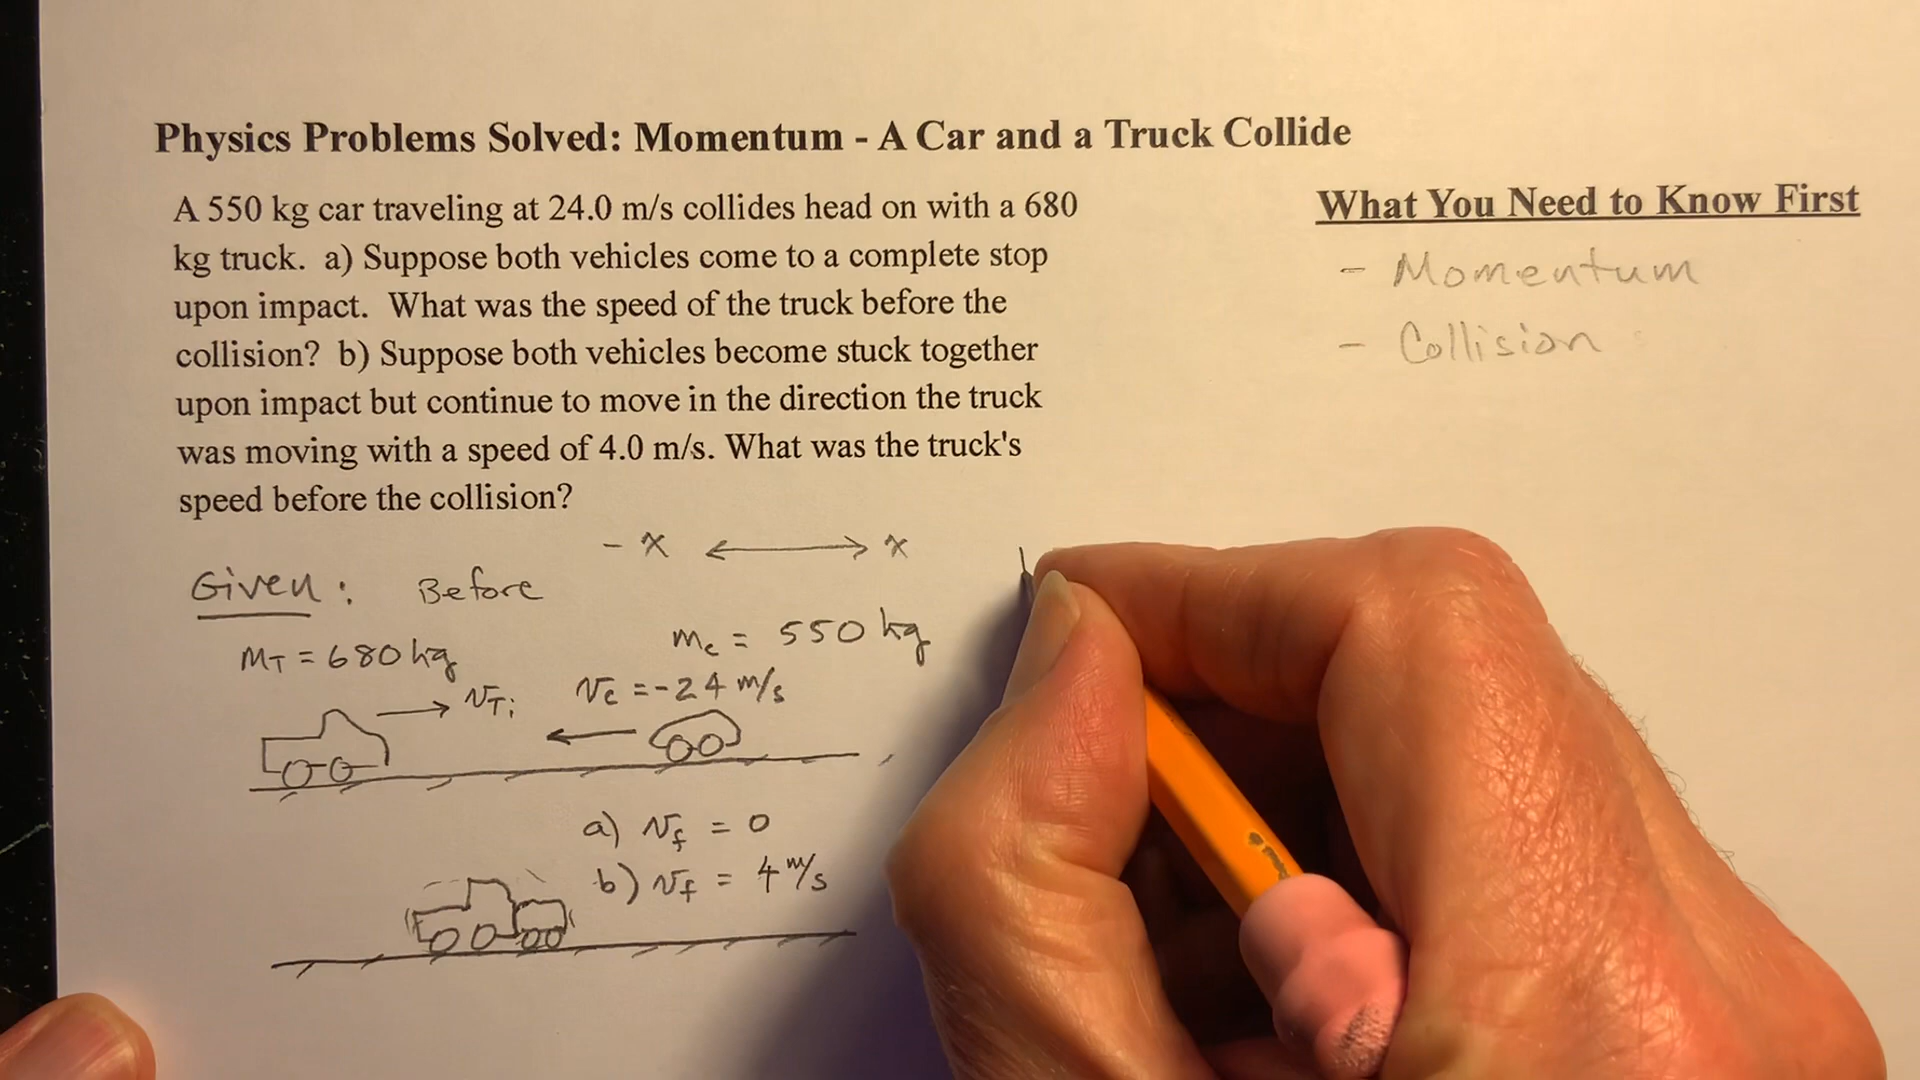 Physics Problems Solved: Momentum - A Car and a Truck Collide
A 550 kg car traveling at 24.0 m/s collides head on with a 680
kg truck. a) Suppose both vehicles come to a complete stop
upon impact. What was the speed of the truck before the
collision? b) Suppose both vehicles become stuck together
upon impact but continue to move in the direction the truck
was moving with a speed of 4.0 m/s. What was the truck's
speed before the collision?
What You Need to Know First
- Momentum
- Collision
- x x
Given: Before
MT = 680 kg
mc = 550 kg
vTi
vc = -24 m/s
a) vf = 0
b) vf = 4 m/s